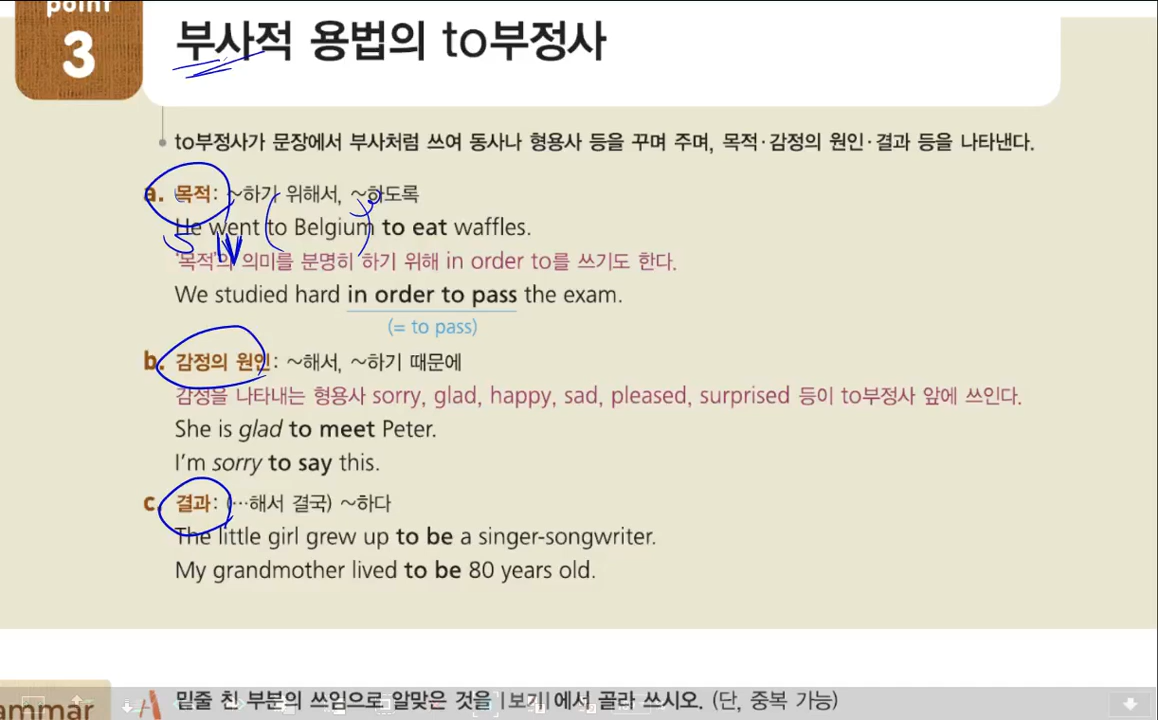 point
3
부사적 용법의 to부정사
to부정사가 문장에서 부사처럼 쓰여 동사나 형용사 등을 꾸며 주며, 목적·감정의 원인·결과 등을 나타낸다.
a. 목적: ~하기 위해서, ~하도록
He went to Belgium to eat waffles.
S V
'목적'의 의미를 분명히 하기 위해 in order to를 쓰기도 한다.
We studied hard in order to pass the exam.
(= to pass)
b. 감정의 원인: ~해서, ~하기 때문에
감정을 나타내는 형용사 sorry, glad, happy, sad, pleased, surprised 등이 to부정사 앞에 쓰인다.
She is glad to meet Peter.
I'm sorry to say this.
c. 결과: (…해서 결국) ~하다
The little girl grew up to be a singer-songwriter.
My grandmother lived to be 80 years old.
ammar
A 밑줄 친 부분의 쓰임으로 알맞은 것을 |보기|에서 골라 쓰시오. (단, 중복 가능)